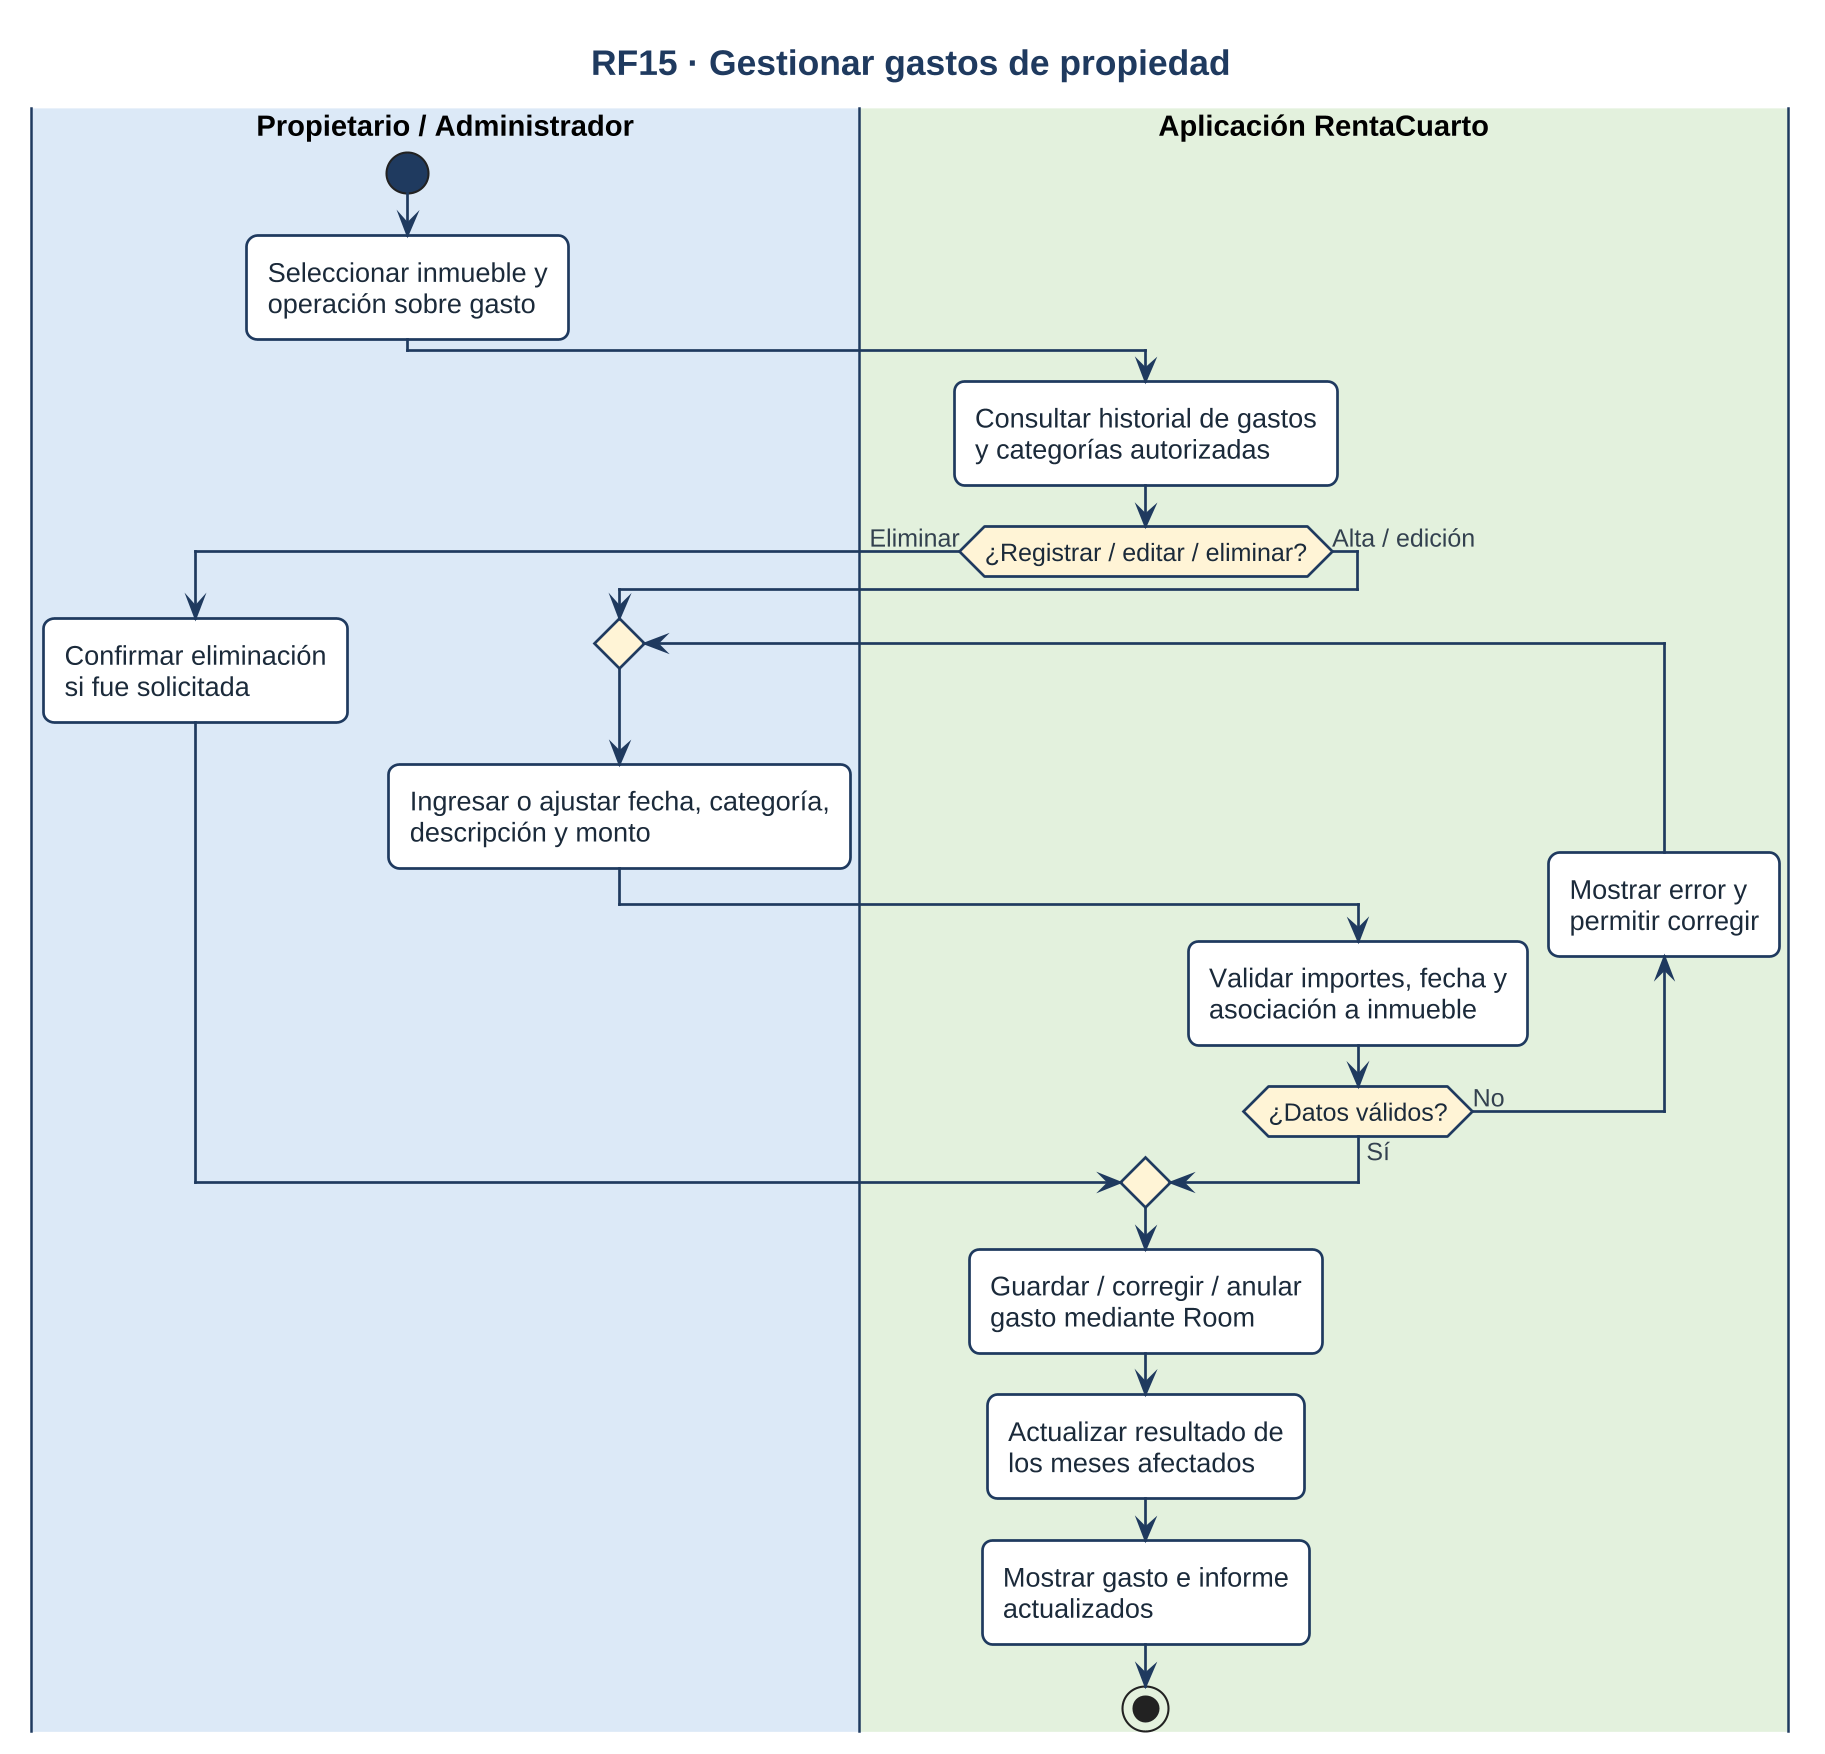 RF15 · Gestionar gastos de propiedad
Propietario / Administrador
Aplicación RentaCuarto
Seleccionar inmueble y
operación sobre gasto
Consultar historial de gastos
y categorías autorizadas
Eliminar
¿Registrar / editar / eliminar?
Alta / edición
Confirmar eliminación
si fue solicitada
Ingresar o ajustar fecha, categoría,
descripción y monto
Mostrar error y
permitir corregir
Validar importes, fecha y
asociación a inmueble
¿Datos válidos?
No
Sí
Guardar / corregir / anular
gasto mediante Room
Actualizar resultado de
los meses afectados
Mostrar gasto e informe
actualizados